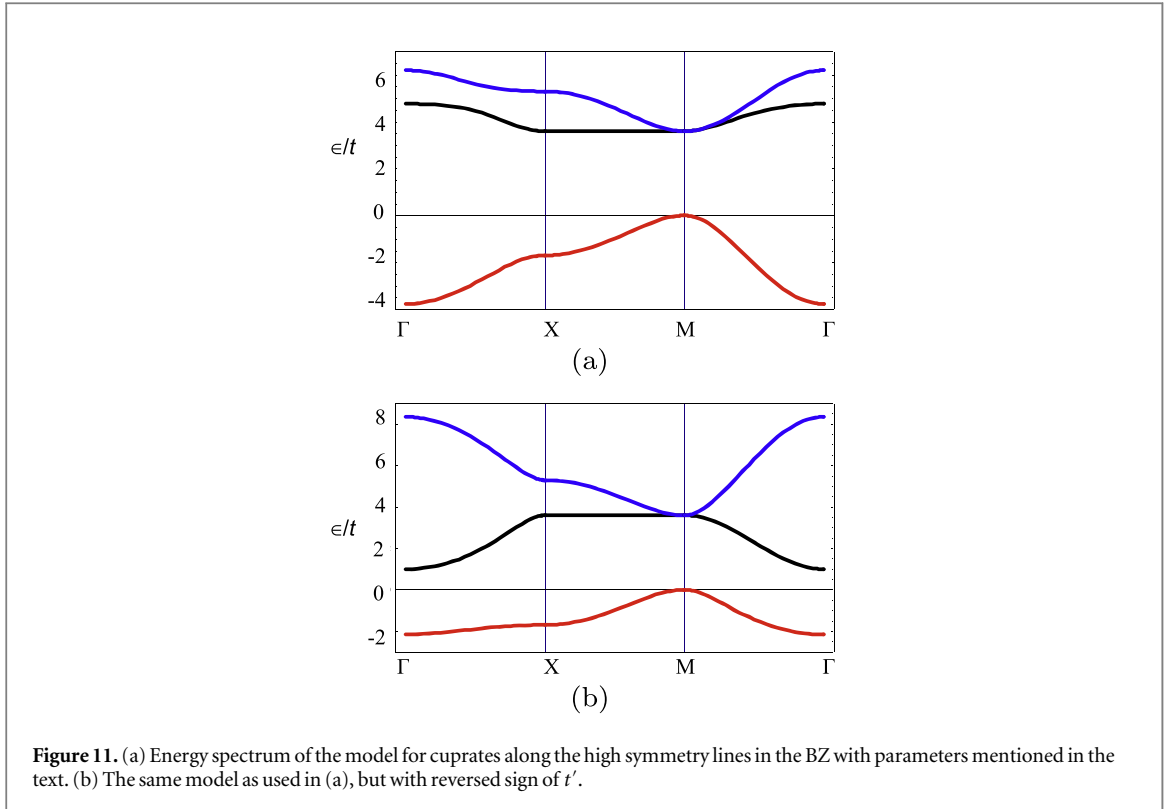 6
4
∈/t
2
0
-2
-4
Γ X M Γ
(a)
8
6
4
∈/t
2
0
-2
Γ X M Γ
(b)
Figure 11. (a) Energy spectrum of the model for cuprates along the high symmetry lines in the BZ with parameters mentioned in the
text. (b) The same model as used in (a), but with reversed sign of t′.